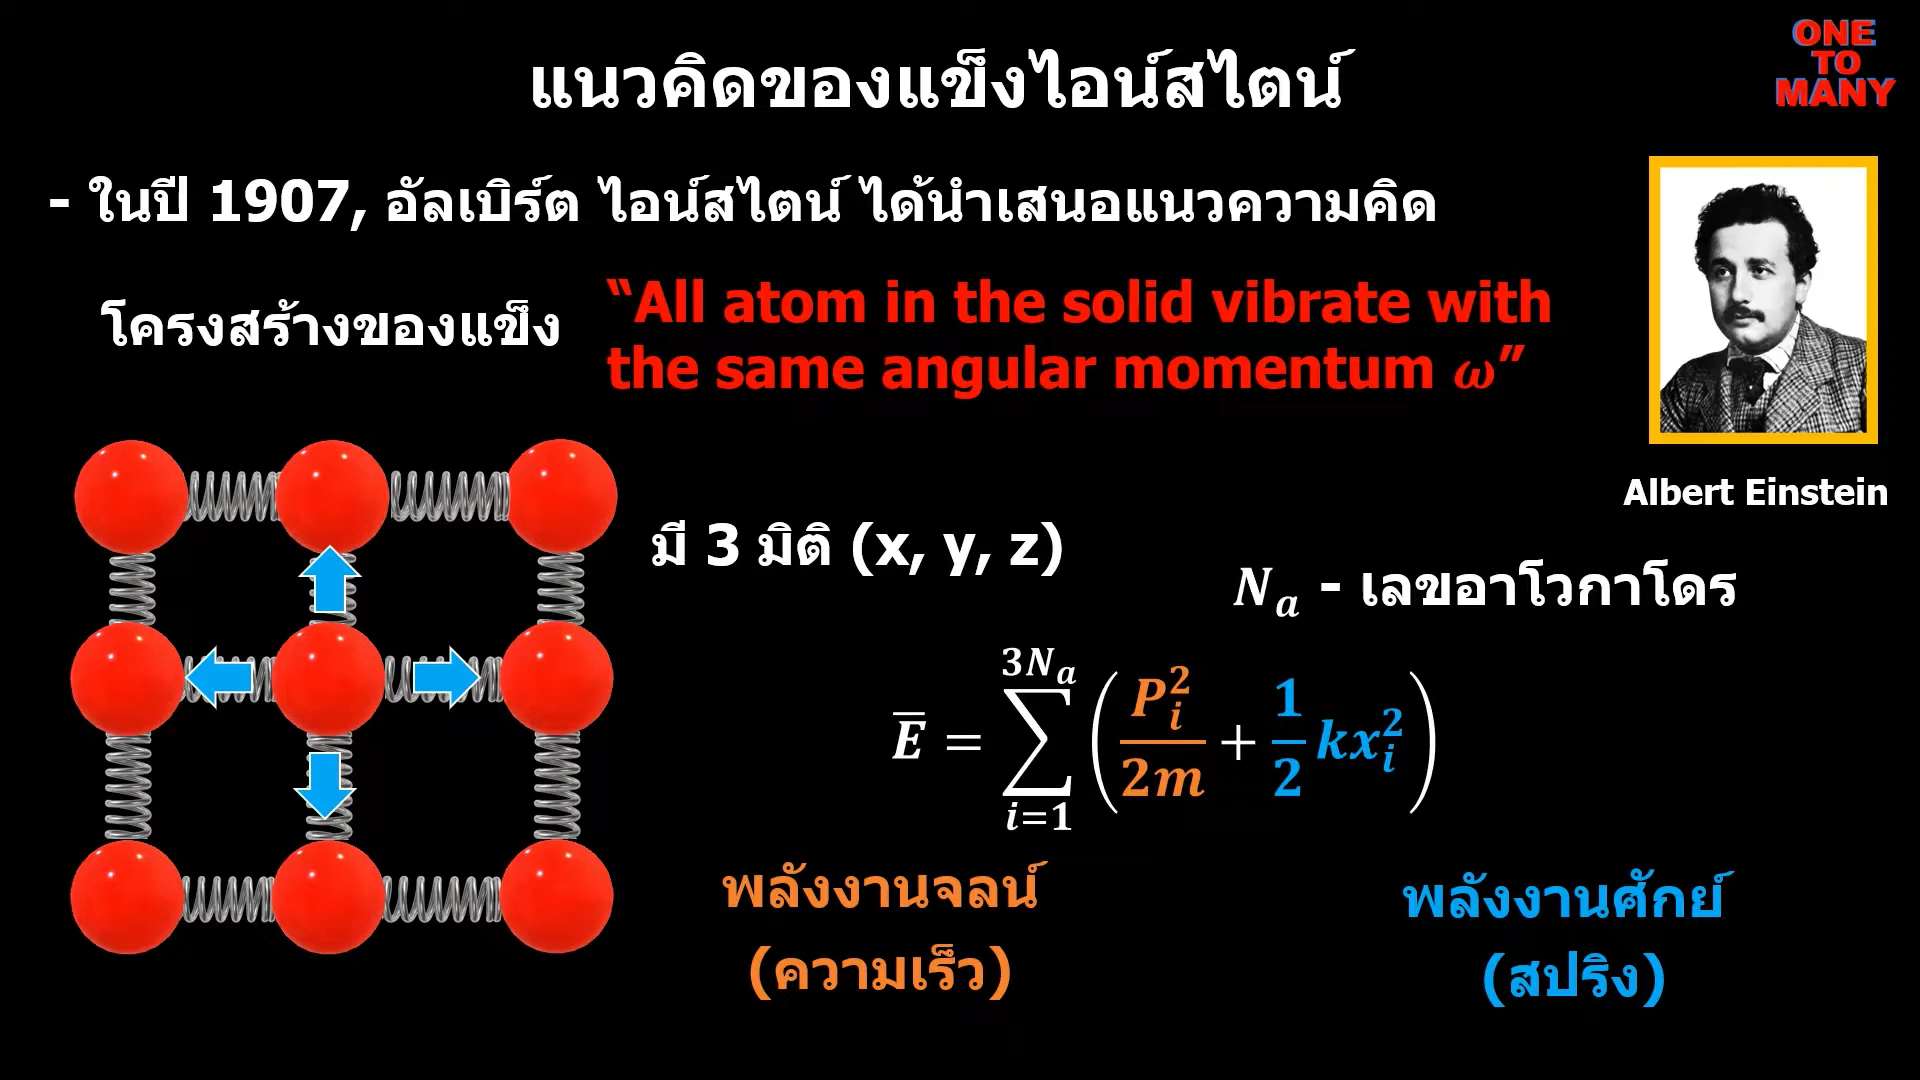 ONE
TO
MANY
แนวคิดของแข็งไอน์สไตน์
- ในปี 1907, อัลเบิร์ต ไอน์สไตน์ ได้นำเสนอแนวความคิด
โครงสร้างของแข็ง
“All atom in the solid vibrate with
the same angular momentum ω”
Albert Einstein
มี 3 มิติ (x, y, z)
Nₐ - เลขอาโวกาโดร
E̅ = ∑_{i=1}^{3Nₐ} (P_i²/2m + 1/2 kx_i²)
พลังงานจลน์
(ความเร็ว)
พลังงานศักย์
(สปริง)